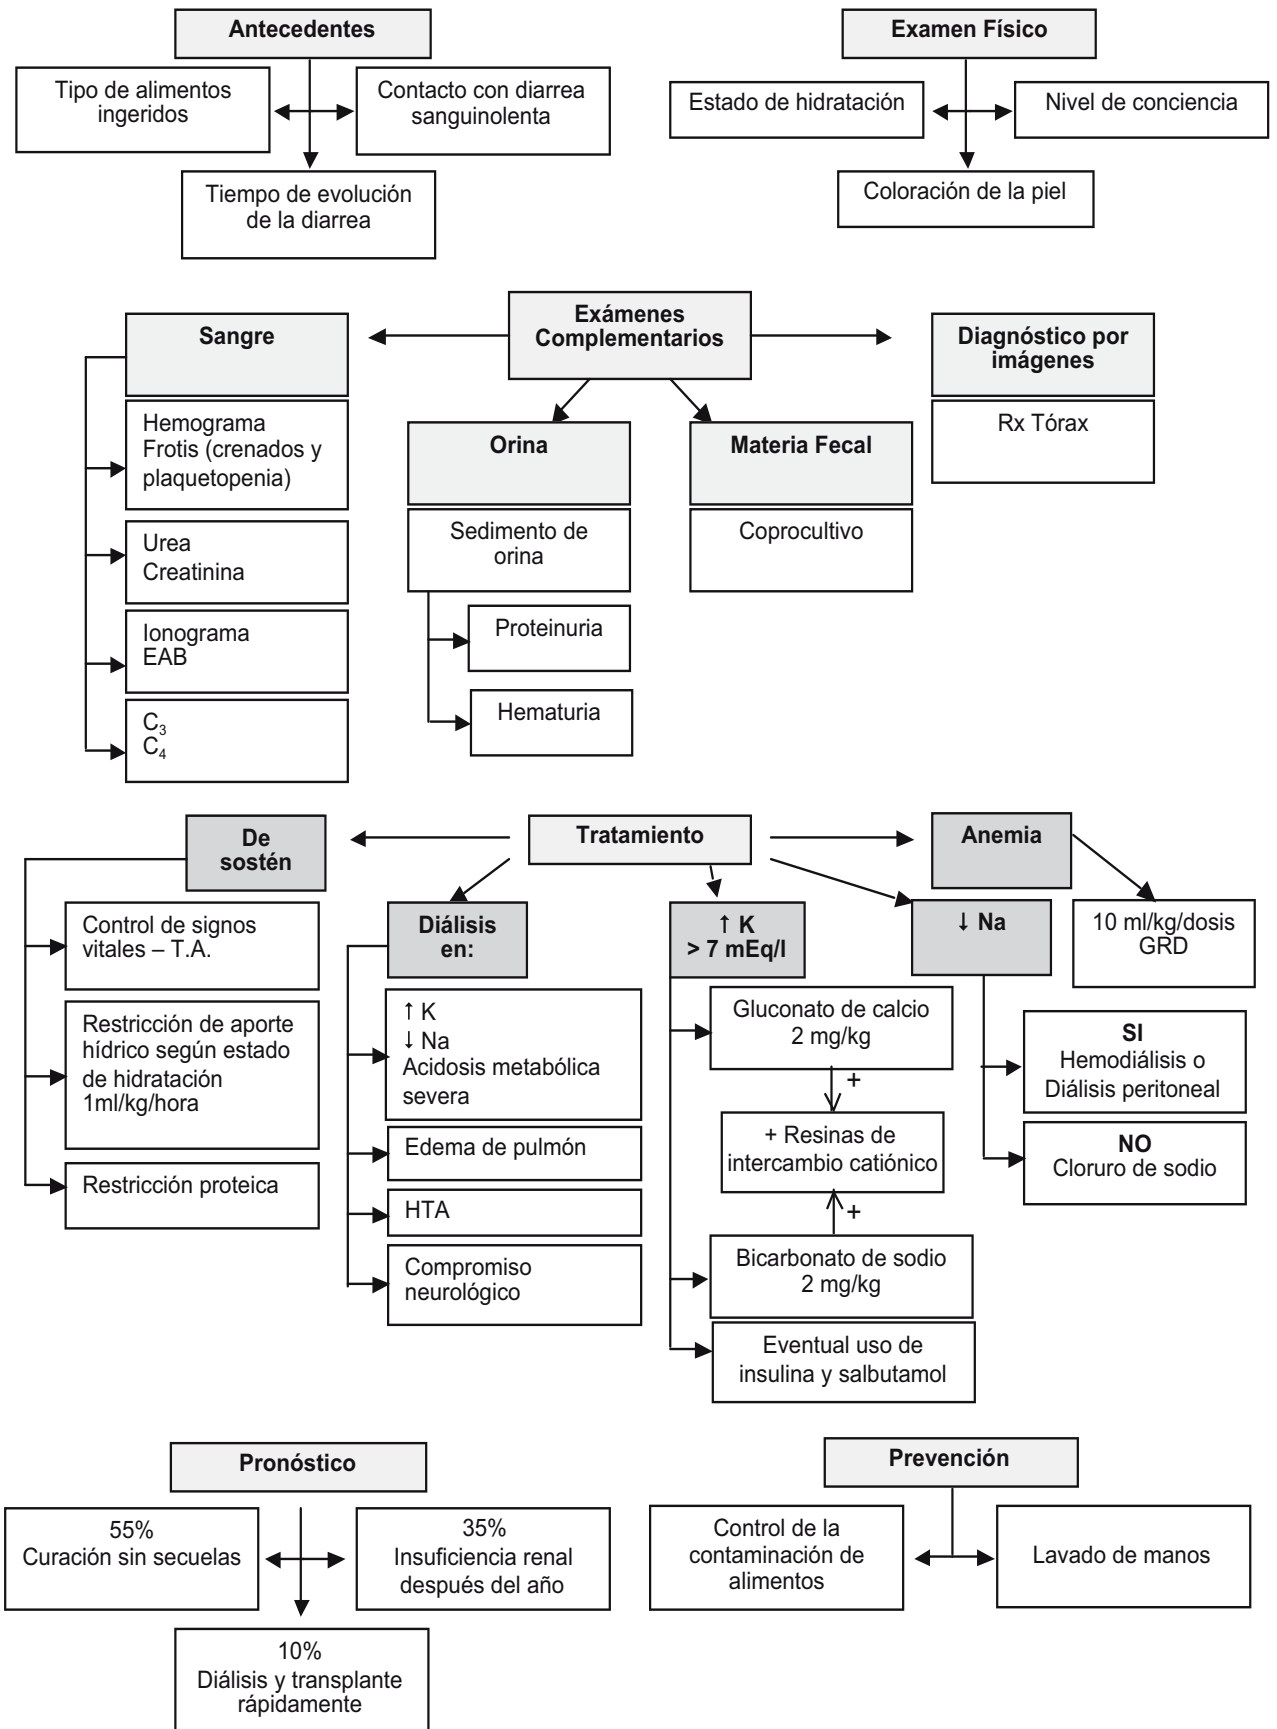 Antecedentes
Tipo de alimentos
ingeridos
Contacto con diarrea
sanguinolenta
Tiempo de evolución
de la diarrea
Examen Físico
Estado de hidratación
Nivel de conciencia
Coloración de la piel
Exámenes
Complementarios
Sangre
Hemograma
Frotis (crenados y
plaquetopenia)
Urea
Creatinina
Ionograma
EAB
C₃
C₄
Orina
Sedimento de
orina
Proteinuria
Hematuria
Materia Fecal
Coprocultivo
Diagnóstico por
imágenes
Rx Tórax
Tratamiento
De
sostén
Control de signos
vitales – T.A.
Restricción de aporte
hídrico según estado
de hidratación
1ml/kg/hora
Restricción proteica
Diálisis
en:
↑ K
↓ Na
Acidosis metabólica
severa
Edema de pulmón
HTA
Compromiso
neurológico
↑ K
> 7 mEq/l
Gluconato de calcio
2 mg/kg
+
+ Resinas de
intercambio catiónico
+
Bicarbonato de sodio
2 mg/kg
Eventual uso de
insulina y salbutamol
↓ Na
SI
Hemodiálisis o
Diálisis peritoneal
NO
Cloruro de sodio
Anemia
10 ml/kg/dosis
GRD
Pronóstico
55%
Curación sin secuelas
35%
Insuficiencia renal
después del año
10%
Diálisis y transplante
rápidamente
Prevención
Control de la
contaminación de
alimentos
Lavado de manos